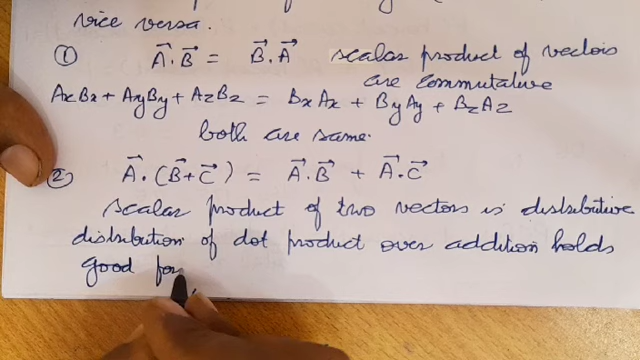 vice versa.
① A⃗.B⃗ = B⃗.A⃗ scalar product of vectors
are commutative
AxBx + AyBy + AzBz = BxAx + ByAy + BzAz
both are same.
② A⃗.(B⃗+C⃗) = A⃗.B⃗ + A⃗.C⃗
scalar product of two vectors is distributive
distribution of dot product over addition holds
good for